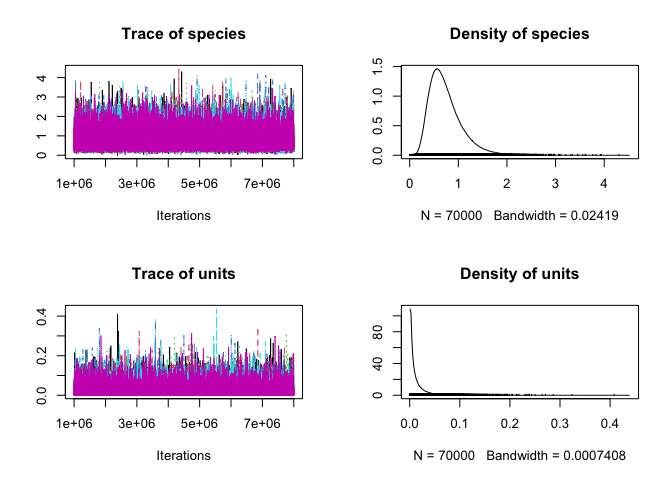 Trace of species
4
3
2
1
0
1e+06 3e+06 5e+06 7e+06
Iterations
Density of species
1.5
1.0
0.5
0.0
0 1 2 3 4
N = 70000 Bandwidth = 0.02419
Trace of units
0.4
0.2
0.0
1e+06 3e+06 5e+06 7e+06
Iterations
Density of units
80
40
0
0.0 0.1 0.2 0.3 0.4
N = 70000 Bandwidth = 0.0007408